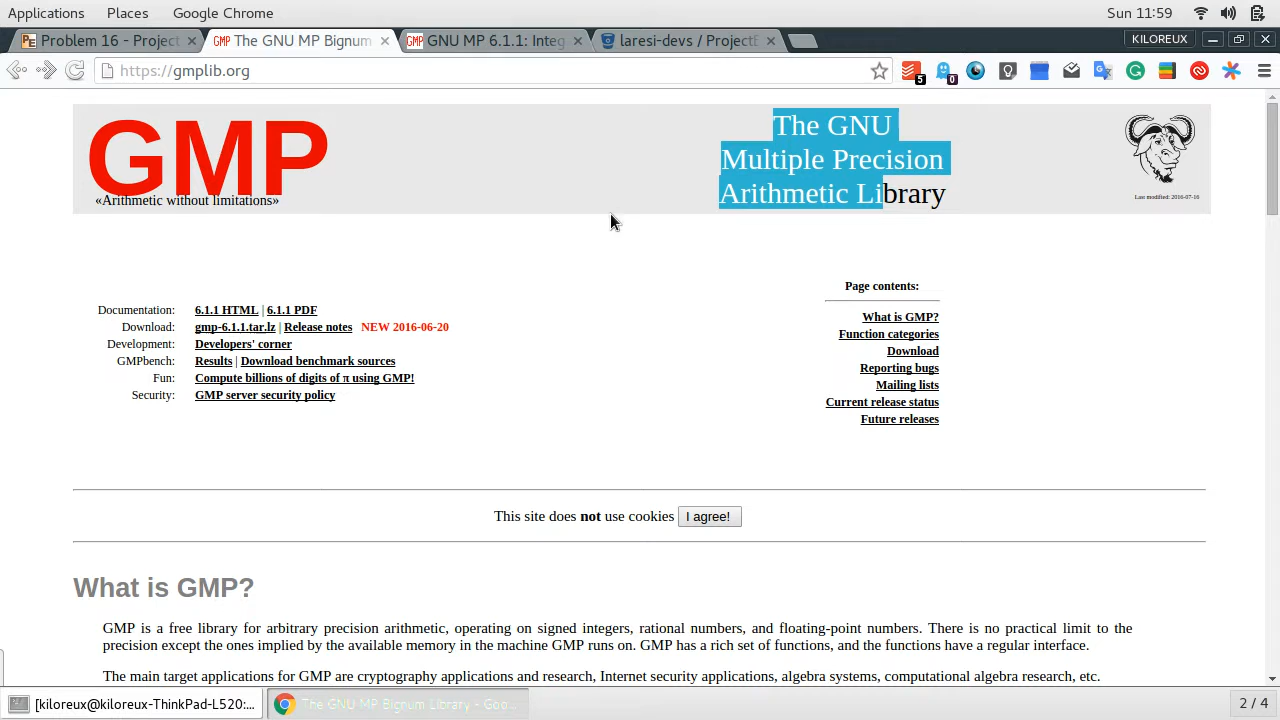 Applications Places Google Chrome Sun 11:59
Problem 16 - Project The GNU MP Bignum GNU MP 6.1.1: Integ laresi-devs / ProjectE KILOREUX
https://gmplib.org 5 0
GMP
«Arithmetic without limitations»
The GNU
Multiple Precision
Arithmetic Library
Last modified: 2016-07-16
Documentation: 6.1.1 HTML | 6.1.1 PDF
Download: gmp-6.1.1.tar.lz | Release notes NEW 2016-06-20
Development: Developers' corner
GMPbench: Results | Download benchmark sources
Fun: Compute billions of digits of π using GMP!
Security: GMP server security policy
Page contents:
What is GMP?
Function categories
Download
Reporting bugs
Mailing lists
Current release status
Future releases
This site does not use cookies I agree!
What is GMP?
GMP is a free library for arbitrary precision arithmetic, operating on signed integers, rational numbers, and floating-point numbers. There is no practical limit to the
precision except the ones implied by the available memory in the machine GMP runs on. GMP has a rich set of functions, and the functions have a regular interface.
The main target applications for GMP are cryptography applications and research, Internet security applications, algebra systems, computational algebra research, etc.
[kiloreux@kiloreux-ThinkPad-L520:... The GNU MP Bignum Library - Goo... 2 / 4